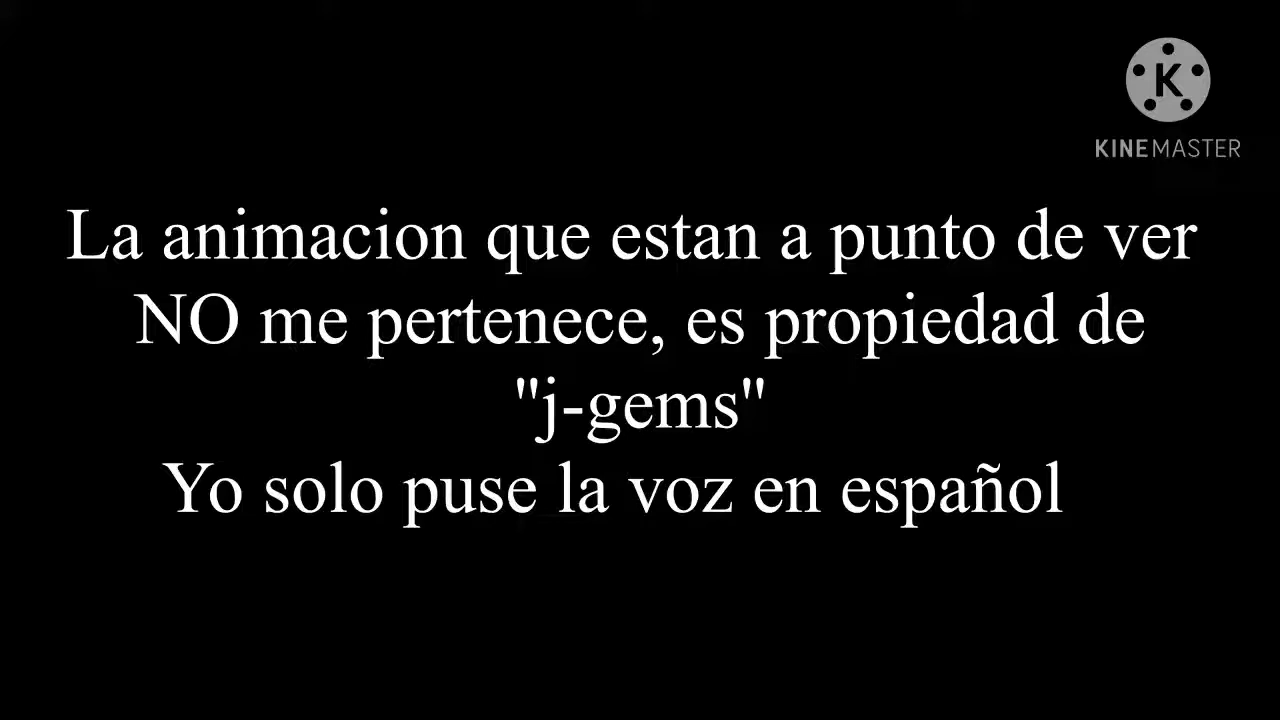 K
KINEMASTER
La animacion que estan a punto de ver
NO me pertenece, es propiedad de
"j-gems"
Yo solo puse la voz en español